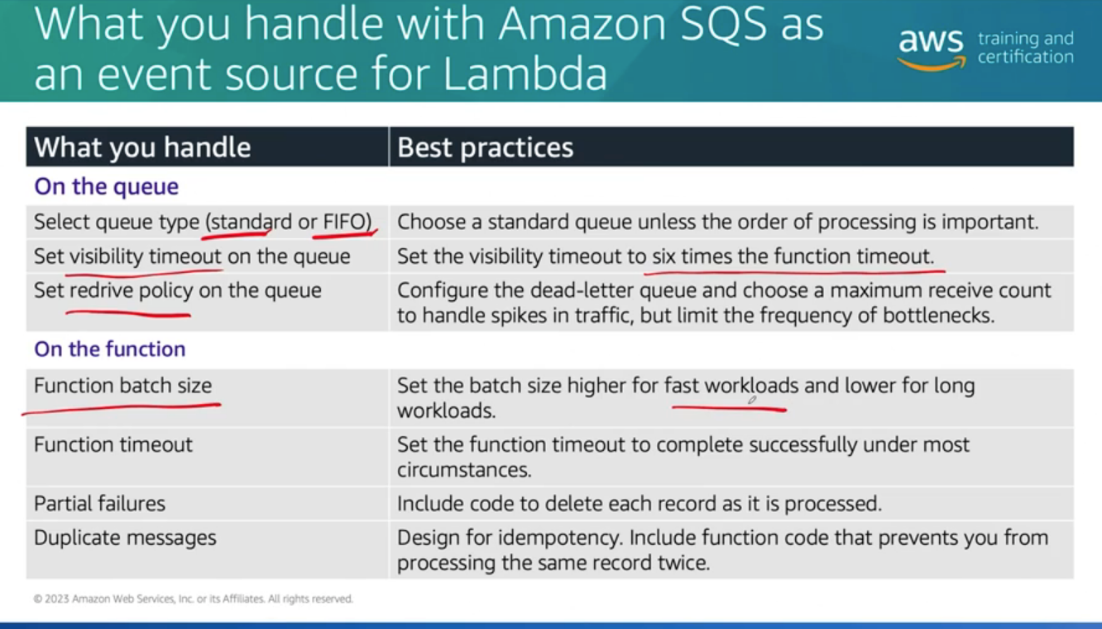 What you handle with Amazon SQS as
an event source for Lambda
aws training and
certification
What you handle
Best practices
On the queue
Select queue type (standard or FIFO)
Choose a standard queue unless the order of processing is important.
Set visibility timeout on the queue
Set the visibility timeout to six times the function timeout.
Set redrive policy on the queue
Configure the dead-letter queue and choose a maximum receive count
to handle spikes in traffic, but limit the frequency of bottlenecks.
On the function
Function batch size
Set the batch size higher for fast workloads and lower for long
workloads.
Function timeout
Set the function timeout to complete successfully under most
circumstances.
Partial failures
Include code to delete each record as it is processed.
Duplicate messages
Design for idempotency. Include function code that prevents you from
processing the same record twice.
© 2023 Amazon Web Services, Inc. or its Affiliates. All rights reserved.